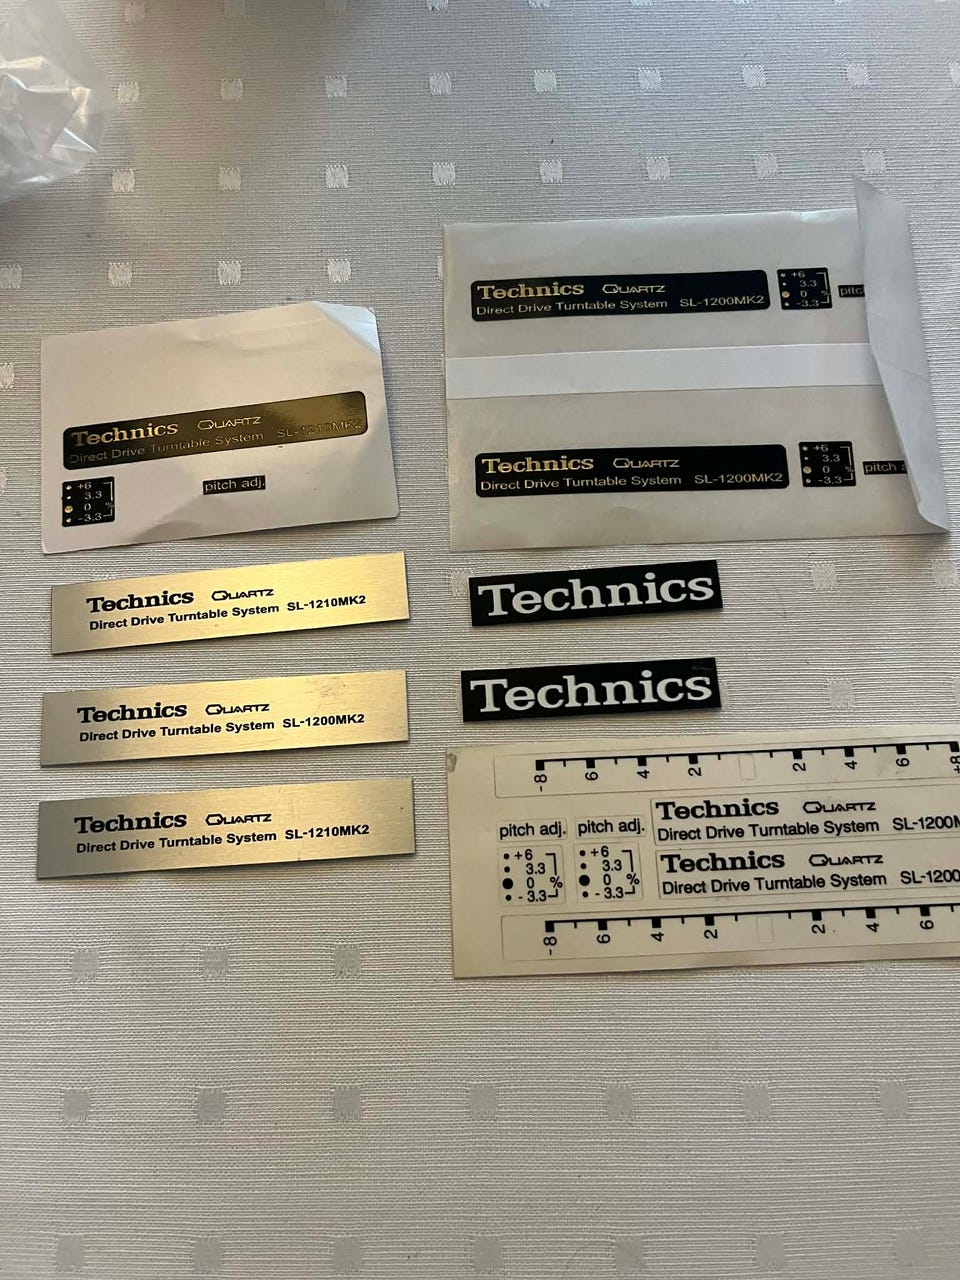 Technics QUARTZ
Direct Drive Turntable System SL-1200MK2
+6
3.3
0 %
-3.3
Technics QUARTZ
Direct Drive Turntable System SL-1210MK2
+6
3.3
0 %
-3.3
pitch adj.
Technics QUARTZ
Direct Drive Turntable System SL-1200MK2
+6
3.3
0 %
-3.3
pitch
Technics QUARTZ
Direct Drive Turntable System SL-1210MK2
Technics
Technics QUARTZ
Direct Drive Turntable System SL-1200MK2
Technics
Technics QUARTZ
Direct Drive Turntable System SL-1210MK2
-8 6 4 2 2 4 6 +8
pitch adj. pitch adj.
+6 +6
3.3 3.3
0 % 0 %
-3.3 -3.3
Technics QUARTZ
Direct Drive Turntable System SL-1200M
Technics QUARTZ
Direct Drive Turntable System SL-1200
-8 6 4 2 2 4 6